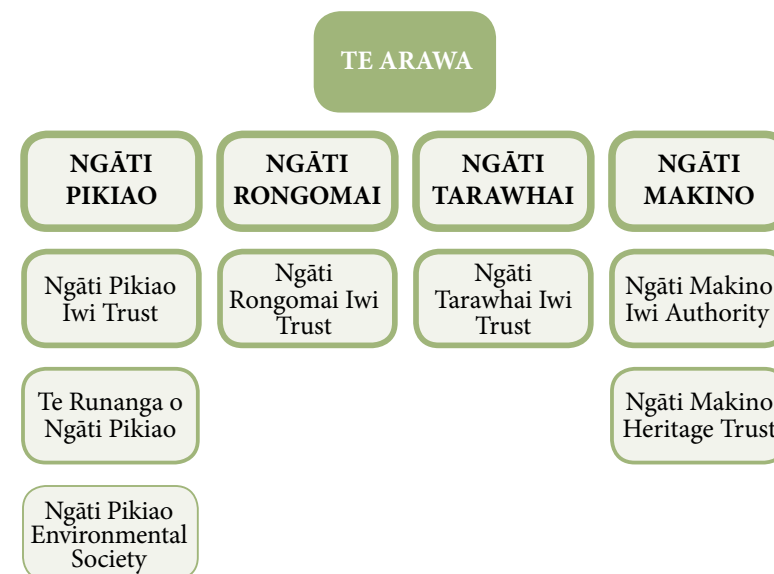 TE ARAWA
NGĀTI
PIKIAO
NGĀTI
RONGOMAI
NGĀTI
TARAWHAI
NGĀTI
MAKINO
Ngāti Pikiao
Iwi Trust
Ngāti
Rongomai Iwi
Trust
Ngāti
Tarawhai Iwi
Trust
Ngāti Makino
Iwi Authority
Te Runanga o
Ngāti Pikiao
Ngāti Makino
Heritage Trust
Ngāti Pikiao
Environmental
Society